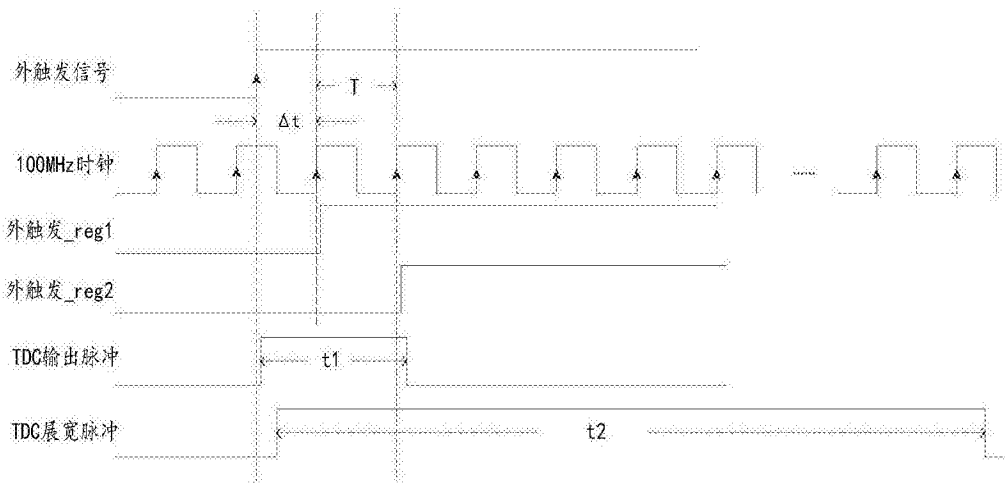 外触发信号
T
Δt
100MHz时钟
......
外触发_reg1
外触发_reg2
TDC输出脉冲
t1
TDC展宽脉冲
t2